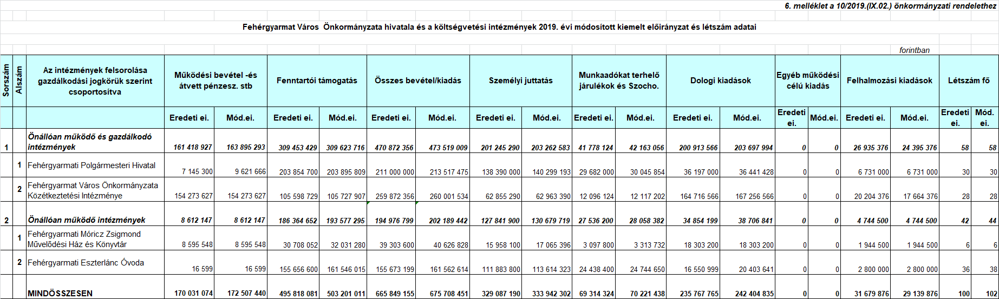 6. melléklet a 10/2019.(IX.02.) önkormányzati rendelethez
Fehérgyarmat Város Önkormányzata hivatala és a költségvetési intézmények 2019. évi módosított kiemelt előirányzat és létszám adatai
forintban
Sorszám Alszám Az intézmények felsorolása gazdálkodási jogkörük szerint csoportosítva Működési bevétel -és átvett pénzesz. stb Fenntartói támogatás Összes bevétel/kiadás Személyi juttatás Munkaadókat terhelő járulékok és Szocho. Dologi kiadások Egyéb működési célú kiadás Felhalmozási kiadások Létszám fő
Eredeti ei. Mód.ei. Eredeti ei. Mód.ei. Eredeti ei. Mód.ei. Eredeti ei. Mód.ei. Eredeti ei. Mód.ei. Eredeti ei. Mód.ei. Eredeti ei. Mód.ei. Eredeti ei. Mód.ei. Eredeti ei. Mód. ei.
1 Önállóan működő és gazdálkodó intézmények 161 418 927 163 895 293 309 453 429 309 623 716 470 872 356 473 519 009 201 245 290 203 262 583 41 778 124 42 163 056 200 913 566 203 697 994 0 0 26 935 376 24 395 376 58 58
1 Fehérgyarmati Polgármesteri Hivatal 7 145 300 9 621 666 203 854 700 203 895 809 211 000 000 213 517 475 138 390 000 140 299 193 29 682 000 30 045 854 36 197 000 36 441 428 0 0 6 731 000 6 731 000 30 30
2 Fehérgyarmat Város Önkormányzata Közétkeztetési Intézménye 154 273 627 154 273 627 105 598 729 105 727 907 259 872 356 260 001 534 62 855 290 62 963 390 12 096 124 12 117 202 164 716 566 167 256 566 0 0 20 204 376 17 664 376 28 28
2 Önállóan működő intézmények 8 612 147 8 612 147 186 364 652 193 577 295 194 976 799 202 189 442 127 841 900 130 679 719 27 536 200 28 058 382 34 854 199 38 706 841 0 0 4 744 500 4 744 500 42 44
1 Fehérgyarmati Móricz Zsigmond Művelődési Ház és Könyvtár 8 595 548 8 595 548 30 708 052 32 031 280 39 303 600 40 626 828 15 958 100 17 065 396 3 097 800 3 313 732 18 303 200 18 303 200 0 0 1 944 500 1 944 500 6 6
2 Fehérgyarmati Eszterlánc Óvoda 16 599 16 599 155 656 600 161 546 015 155 673 199 161 562 614 111 883 800 113 614 323 24 438 400 24 744 650 16 550 999 20 403 641 0 0 2 800 000 2 800 000 36 38
MINDÖSSZESEN 170 031 074 172 507 440 495 818 081 503 201 011 665 849 155 675 708 451 329 087 190 333 942 302 69 314 324 70 221 438 235 767 765 242 404 835 0 0 31 679 876 29 139 876 100 102